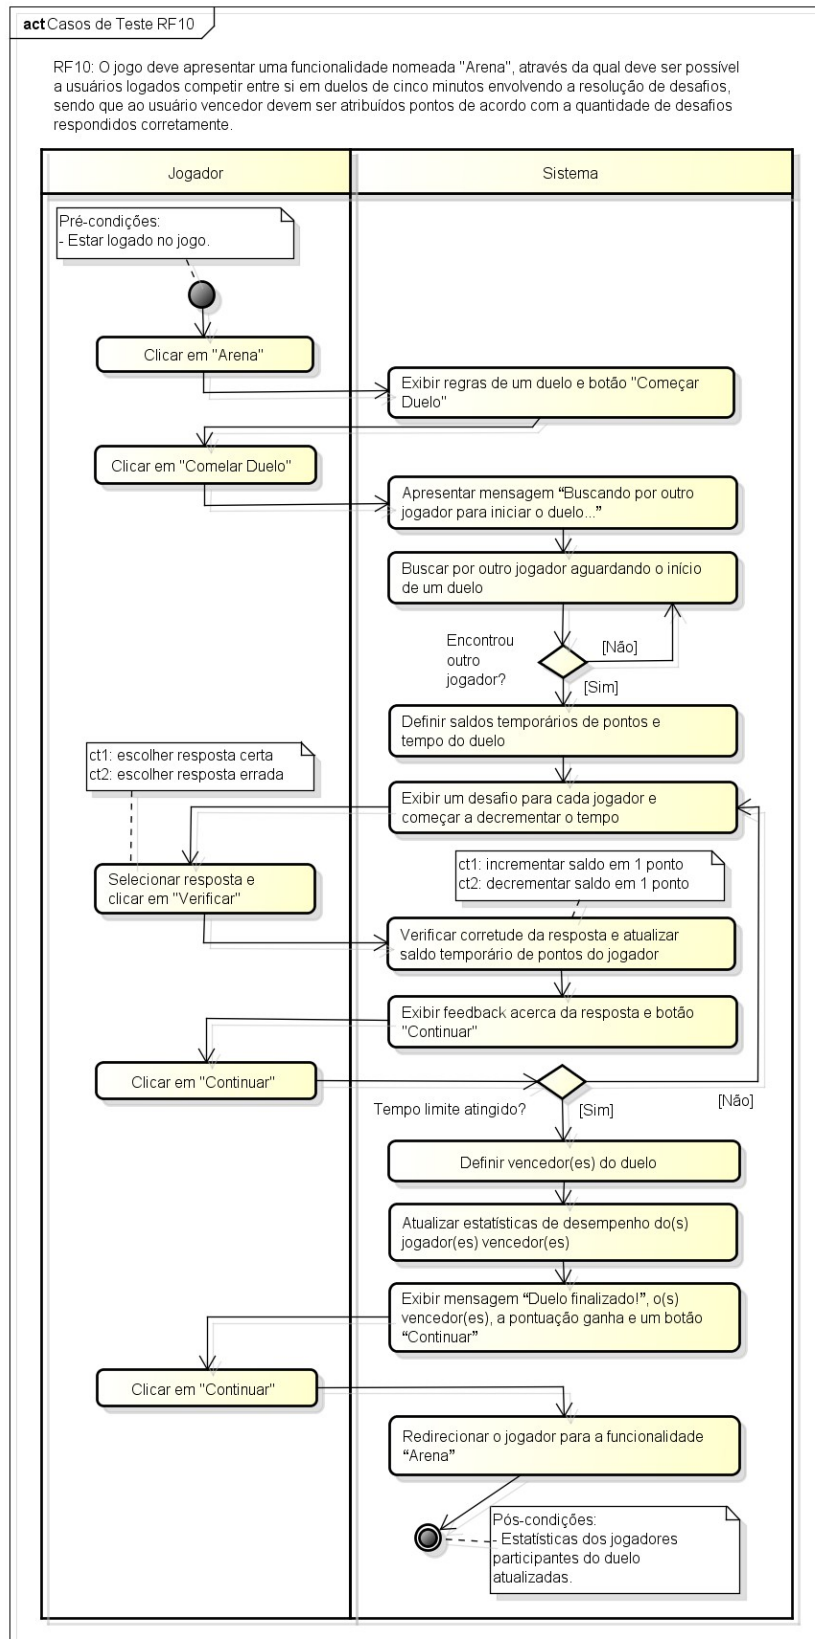 act Casos de Teste RF10
RF10: O jogo deve apresentar uma funcionalidade nomeada "Arena", através da qual deve ser possível
a usuários logados competir entre si em duelos de cinco minutos envolvendo a resolução de desafios,
sendo que ao usuário vencedor devem ser atribuídos pontos de acordo com a quantidade de desafios
respondidos corretamente.
Jogador
Sistema
Pré-condições:
- Estar logado no jogo.
Clicar em "Arena"
Exibir regras de um duelo e botão "Começar
Duelo"
Clicar em "Comelar Duelo"
Apresentar mensagem “Buscando por outro
jogador para iniciar o duelo...”
Buscar por outro jogador aguardando o início
de um duelo
Encontrou
outro
jogador?
[Não]
[Sim]
Definir saldos temporários de pontos e
tempo do duelo
ct1: escolher resposta certa
ct2: escolher resposta errada
Exibir um desafio para cada jogador e
começar a decrementar o tempo
Selecionar resposta e
clicar em "Verificar"
ct1: incrementar saldo em 1 ponto
ct2: decrementar saldo em 1 ponto
Verificar corretude da resposta e atualizar
saldo temporário de pontos do jogador
Exibir feedback acerca da resposta e botão
"Continuar"
Clicar em "Continuar"
Tempo limite atingido?
[Sim]
[Não]
Definir vencedor(es) do duelo
Atualizar estatísticas de desempenho do(s)
jogador(es) vencedor(es)
Exibir mensagem “Duelo finalizado!”, o(s)
vencedor(es), a pontuação ganha e um botão
“Continuar”
Clicar em "Continuar"
Redirecionar o jogador para a funcionalidade
“Arena”
Pós-condições:
- Estatísticas dos jogadores
participantes do duelo
atualizadas.